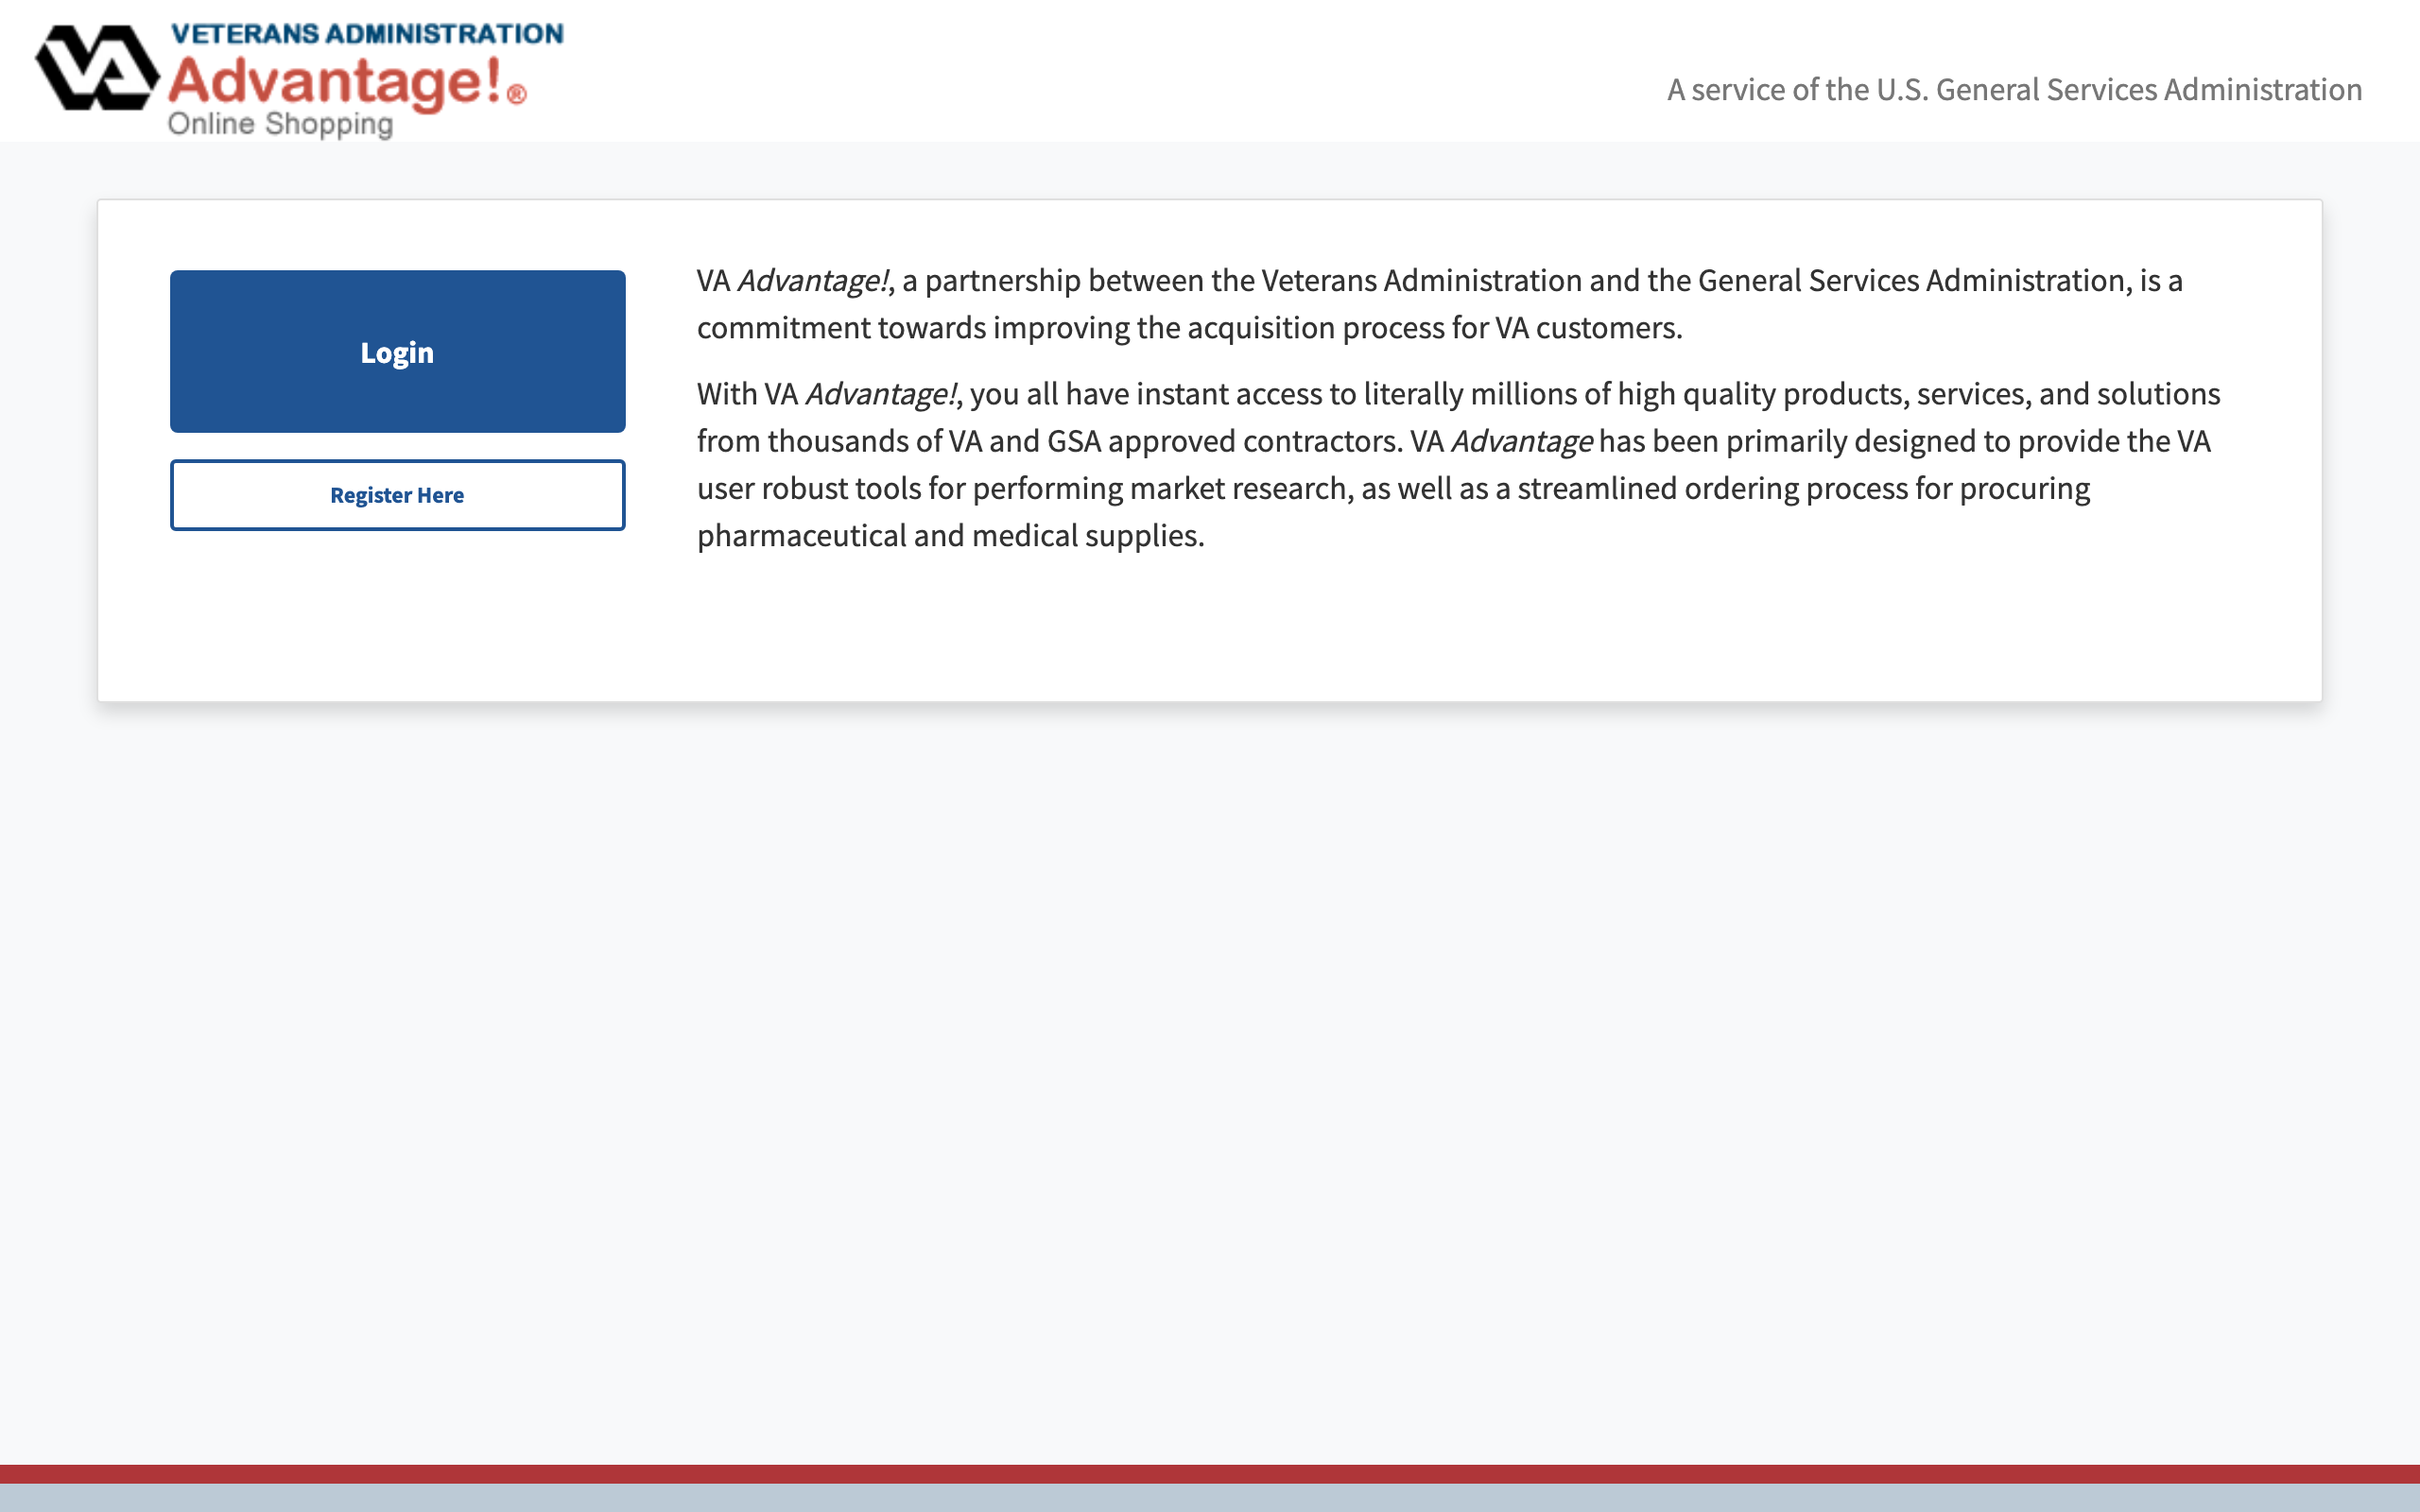 VETERANS ADMINISTRATION
Advantage!®
Online Shopping
A service of the U.S. General Services Administration
Login
Register Here
VA Advantage!, a partnership between the Veterans Administration and the General Services Administration, is a
commitment towards improving the acquisition process for VA customers.
With VA Advantage!, you all have instant access to literally millions of high quality products, services, and solutions
from thousands of VA and GSA approved contractors. VA Advantage has been primarily designed to provide the VA
user robust tools for performing market research, as well as a streamlined ordering process for procuring
pharmaceutical and medical supplies.